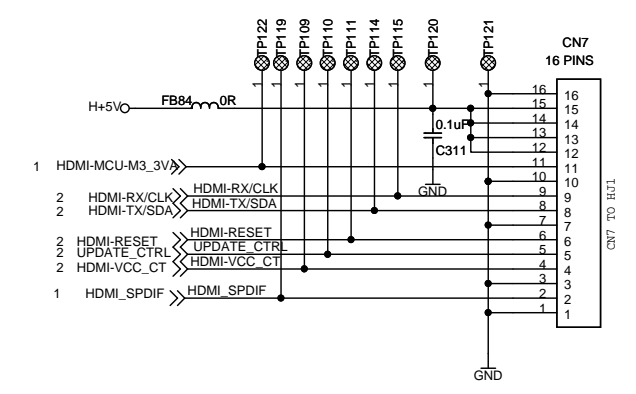 TP122 TP119 TP109 TP110 TP111 TP114 TP115 TP120 TP121
CN7
16 PINS
1 1 1 1 1 1 1 1 1
H+5V FB84 0R
0.1uF
C311
GND
1 HDMI-MCU-M3_3VA
2 HDMI-RX/CLK HDMI-RX/CLK
2 HDMI-TX/SDA HDMI-TX/SDA
2 HDMI-RESET HDMI-RESET
2 UPDATE_CTRL UPDATE_CTRL
2 HDMI-VCC_CT HDMI-VCC_CT
1 HDMI_SPDIF HDMI_SPDIF
16 16
15 15
14 14
13 13
12 12
11 11
10 10
9 9
8 8
7 7
6 6
5 5
4 4
3 3
2 2
1 1
CN7 TO HJ1
GND